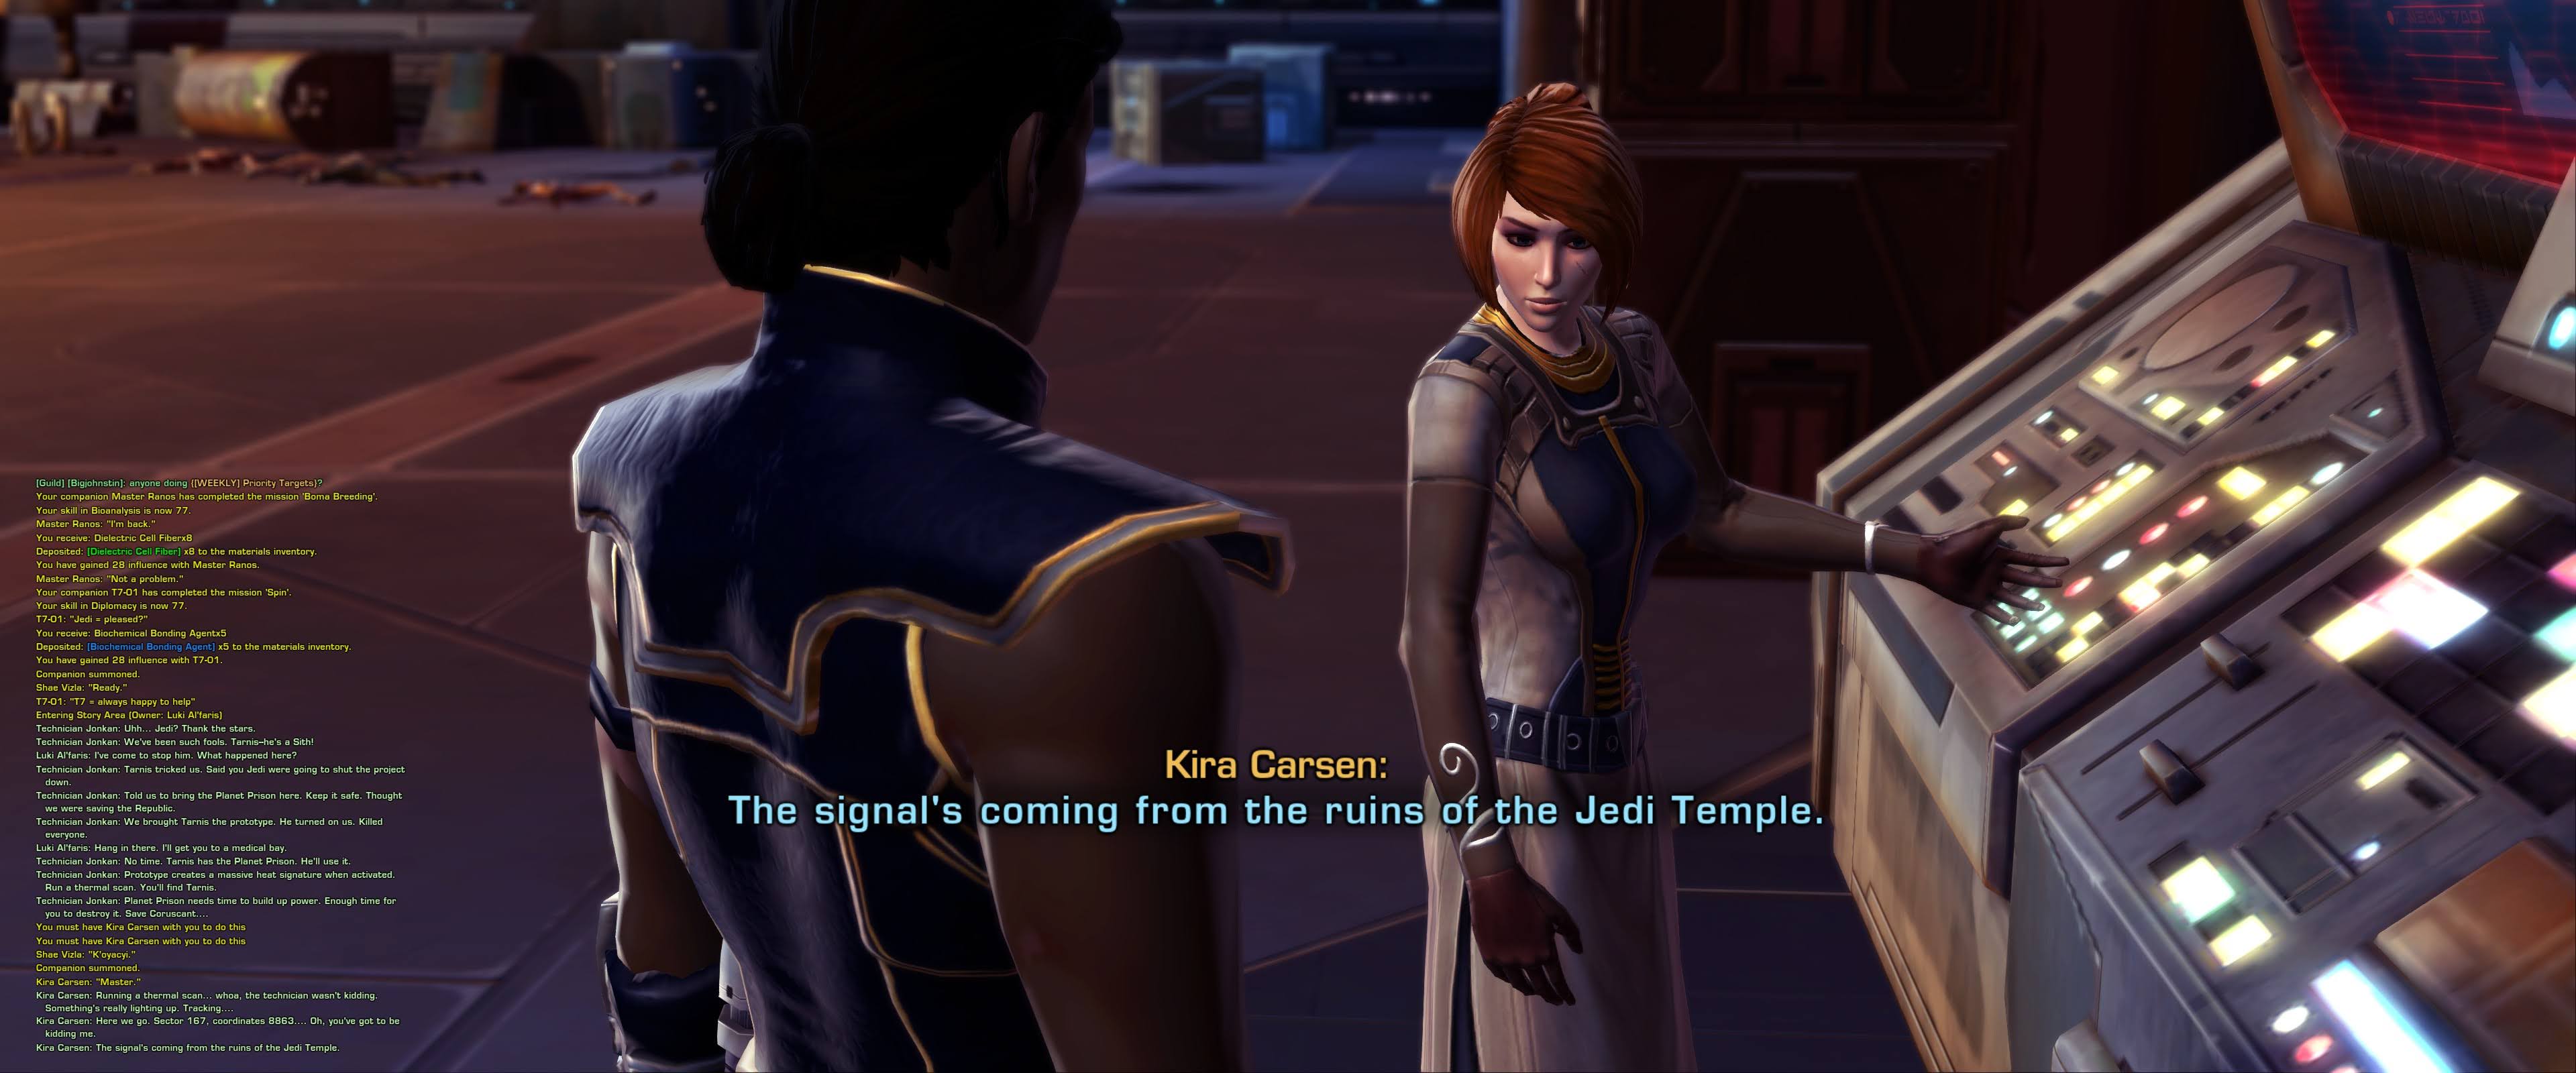 [Guild] [Bigjohnstin]: anyone doing {[WEEKLY] Priority Targets}?
Your companion Master Ranos has completed the mission 'Boma Breeding'.
Your skill in Bioanalysis is now 77.
Master Ranos: "I'm back."
You receive: Dielectric Cell Fiberx8
Deposited: [Dielectric Cell Fiber] x8 to the materials inventory.
You have gained 28 influence with Master Ranos.
Master Ranos: "Not a problem."
Your companion T7-01 has completed the mission 'Spin'.
Your skill in Diplomacy is now 77.
T7-01: "Jedi = pleased?"
You receive: Biochemical Bonding Agentx5
Deposited: [Biochemical Bonding Agent] x5 to the materials inventory.
You have gained 28 influence with T7-01.
Companion summoned.
Shae Vizla: "Ready."
T7-01: "T7 = always happy to help"
Entering Story Area (Owner: Luki Al'faris)
Technician Jonkan: Uhh... Jedi? Thank the stars.
Technician Jonkan: We've been such fools. Tarnis–he's a Sith!
Luki Al'faris: I've come to stop him. What happened here?
Technician Jonkan: Tarnis tricked us. Said you Jedi were going to shut the project
down.
Technician Jonkan: Told us to bring the Planet Prison here. Keep it safe. Thought
we were saving the Republic.
Technician Jonkan: We brought Tarnis the prototype. He turned on us. Killed
everyone.
Luki Al'faris: Hang in there. I'll get you to a medical bay.
Technician Jonkan: No time. Tarnis has the Planet Prison. He'll use it.
Technician Jonkan: Prototype creates a massive heat signature when activated.
Run a thermal scan. You'll find Tarnis.
Technician Jonkan: Planet Prison needs time to build up power. Enough time for
you to destroy it. Save Coruscant....
You must have Kira Carsen with you to do this
You must have Kira Carsen with you to do this
Shae Vizla: "K'oyacyi."
Companion summoned.
Kira Carsen: "Master."
Kira Carsen: Running a thermal scan... whoa, the technician wasn't kidding.
Something's really lighting up. Tracking....
Kira Carsen: Here we go. Sector 167, coordinates 8863.... Oh, you've got to be
kidding me.
Kira Carsen: The signal's coming from the ruins of the Jedi Temple.
Kira Carsen:
The signal's coming from the ruins of the Jedi Temple.